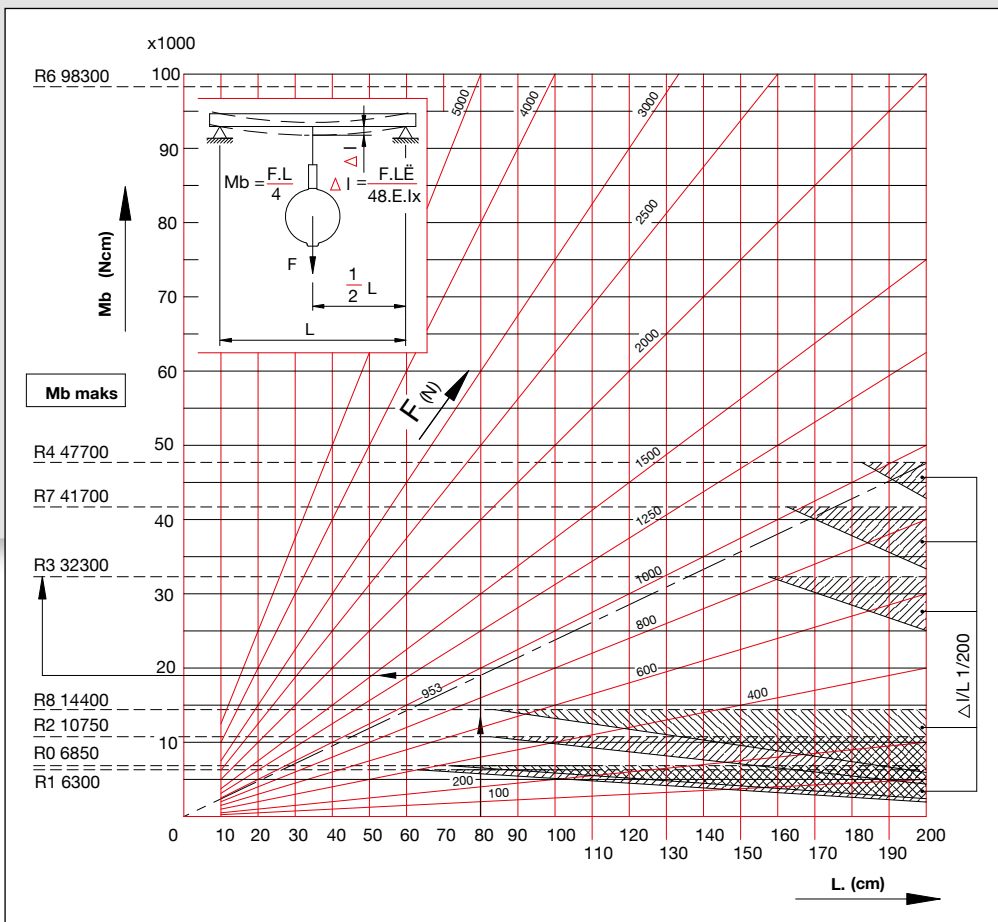 x1000
R6 98300
100
90
80
70
60
50
40
30
20
10
Mb (Ncm)
Mb maks
R4 47700
R7 41700
R3 32300
R8 14400
R2 10750
R0 6850
R1 6300
Mb = F.L / 4
Δ l = F.LË / 48.E.Ix
Δ l
F
1/2 L
L
F (N)
5000
4000
3000
2500
2000
1500
1250
1000
953
800
600
400
200
100
Δ l/L 1/200
0 10 20 30 40 50 60 70 80 90 100 120 140 160 180 200
110 130 150 170 190
L. (cm)